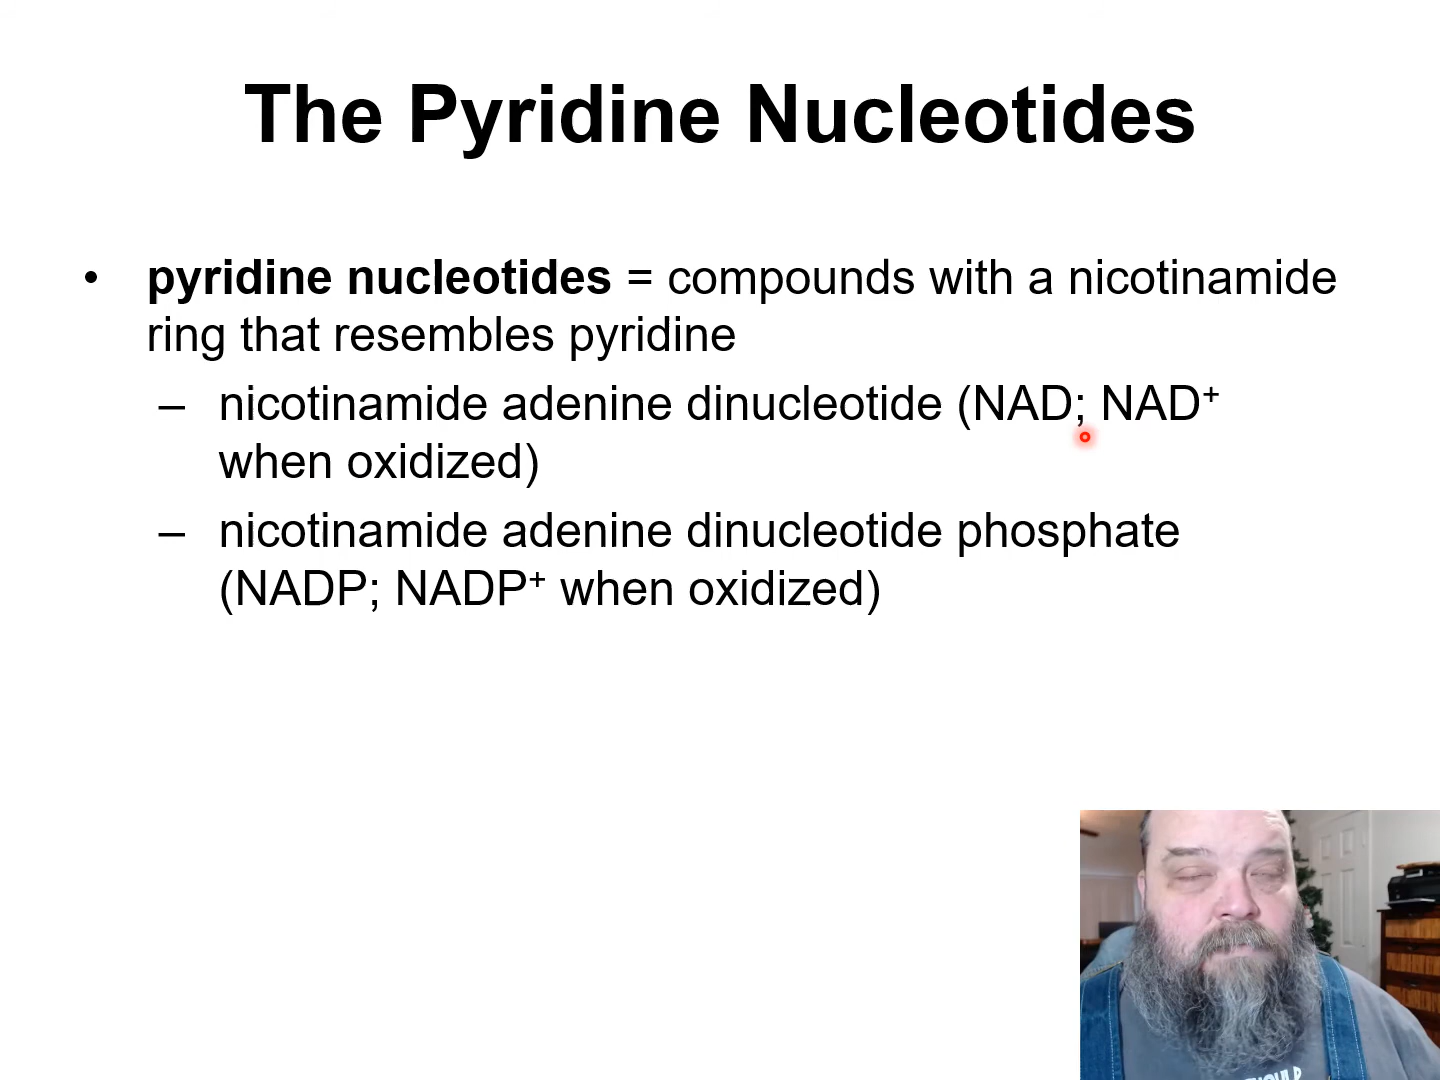 The Pyridine Nucleotides
• pyridine nucleotides = compounds with a nicotinamide
ring that resembles pyridine
– nicotinamide adenine dinucleotide (NAD; NAD⁺
when oxidized)
– nicotinamide adenine dinucleotide phosphate
(NADP; NADP⁺ when oxidized)